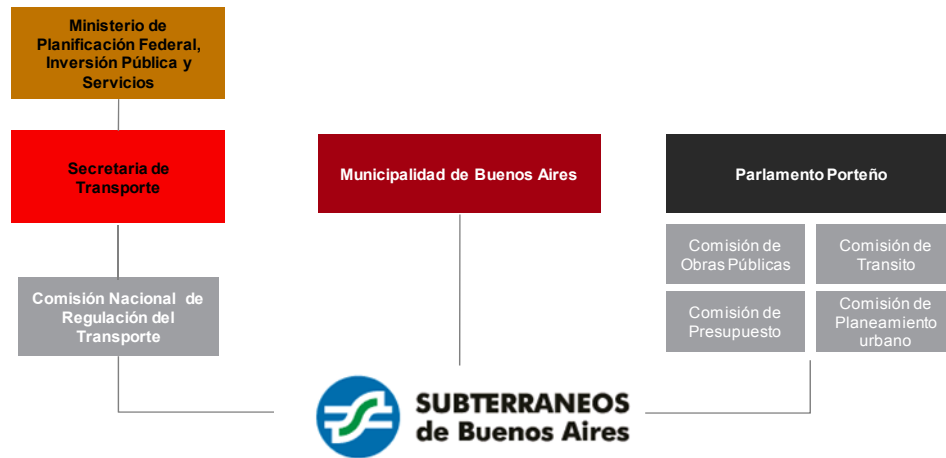 Ministerio de
Planificación Federal,
Inversión Pública y
Servicios
Secretaria de
Transporte
Comisión Nacional de
Regulación del
Transporte
Municipalidad de Buenos Aires
Parlamento Porteño
Comisión de
Obras Públicas
Comisión de
Transito
Comisión de
Presupuesto
Comisión de
Planeamiento
urbano
SUBTERRANEOS
de Buenos Aires